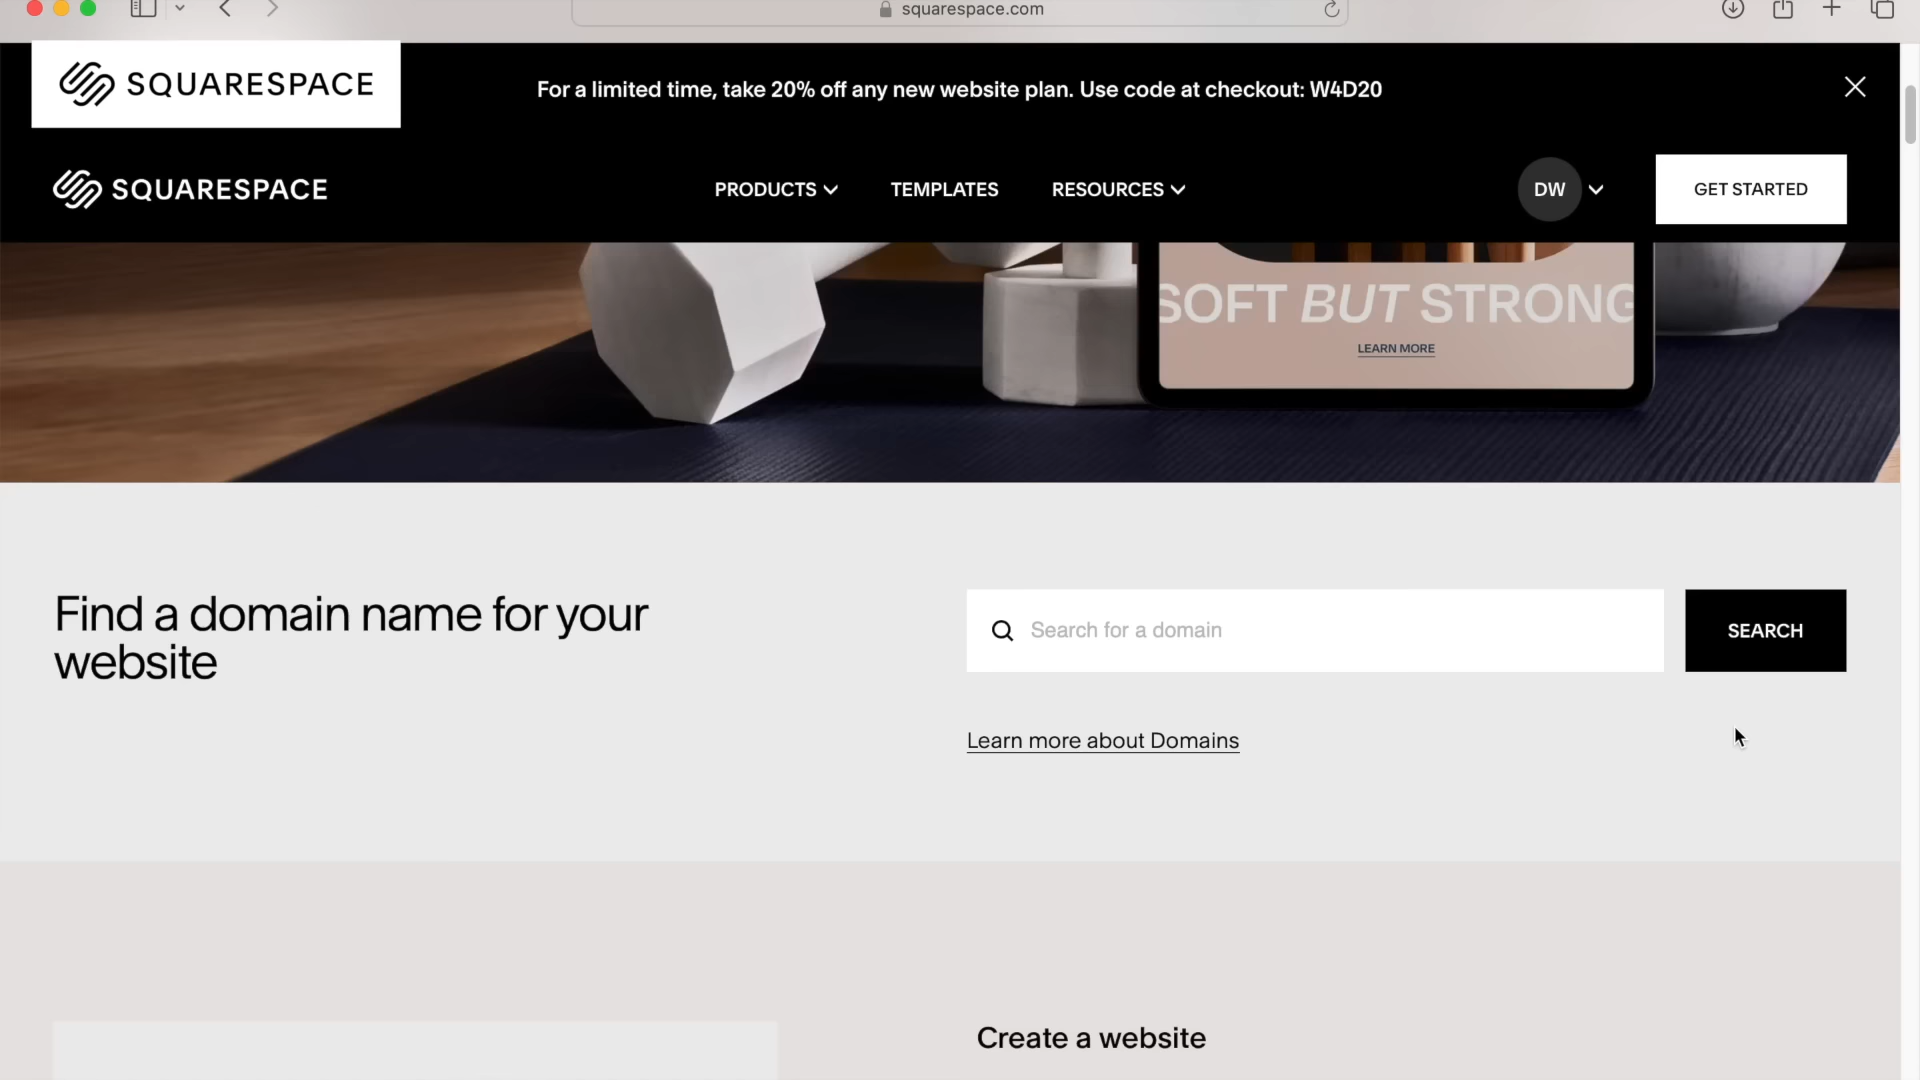 squarespace.com
SQUARESPACE
For a limited time, take 20% off any new website plan. Use code at checkout: W4D20
SQUARESPACE
PRODUCTS
TEMPLATES
RESOURCES
DW
GET STARTED
SOFT BUT STRONG
LEARN MORE
Find a domain name for your
website
Search for a domain
SEARCH
Learn more about Domains
Create a website